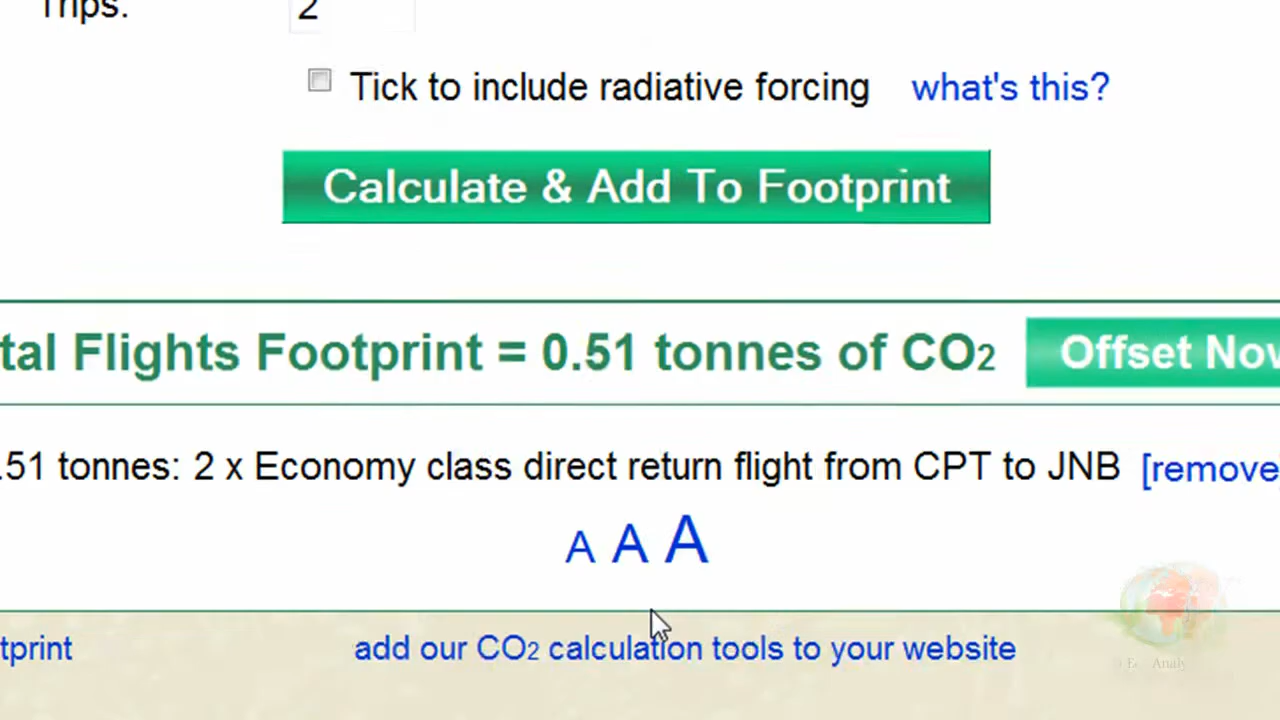 Trips:
2
Tick to include radiative forcing what's this?
Calculate & Add To Footprint
tal Flights Footprint = 0.51 tonnes of CO2 Offset Nov
.51 tonnes: 2 x Economy class direct return flight from CPT to JNB [remove]
A A A
tprint add our CO2 calculation tools to your website